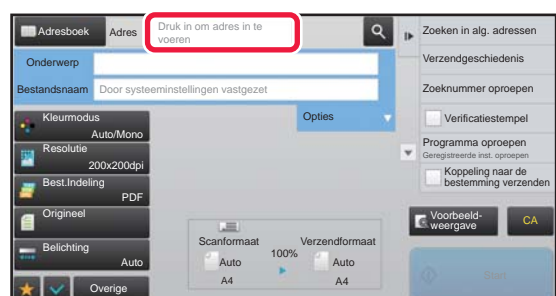 Adresboek
Adres
Druk in om adres in te
voeren
Onderwerp
Bestandsnaam
Door systeeminstellingen vastgezet
Opties
Kleurmodus
Auto/Mono
Resolutie
200x200dpi
Best.Indeling
PDF
Origineel
Belichting
Auto
Overige
Scanformaat
Auto
A4
100%
Verzendformaat
Auto
A4
Zoeken in alg. adressen
Verzendgeschiedenis
Zoeknummer oproepen
Verificatiestempel
Programma oproepen
Geregistreerde inst. oproepen
Koppeling naar de
bestemming verzenden
Voorbeeld-
weergave
CA
Start